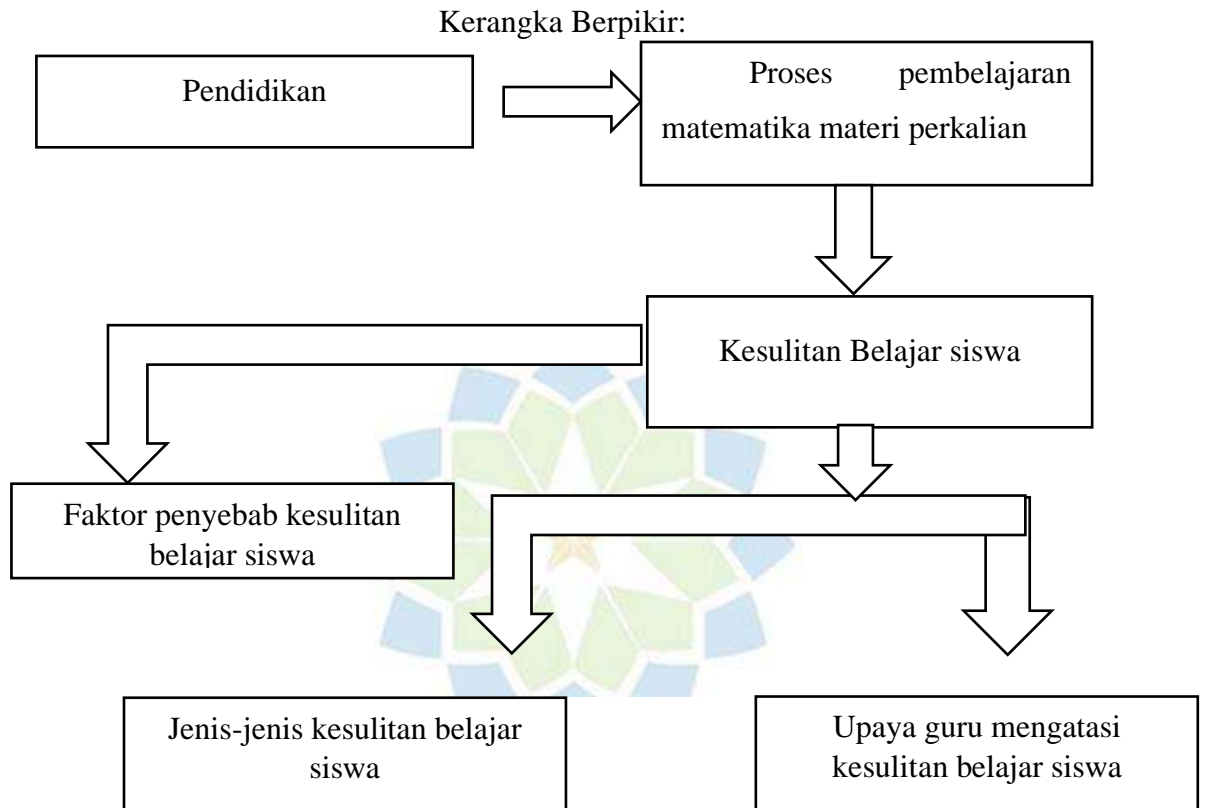 Kerangka Berpikir:
Pendidikan
Proses pembelajaran
matematika materi perkalian
Kesulitan Belajar siswa
Faktor penyebab kesulitan
belajar siswa
Jenis-jenis kesulitan belajar
siswa
Upaya guru mengatasi
kesulitan belajar siswa